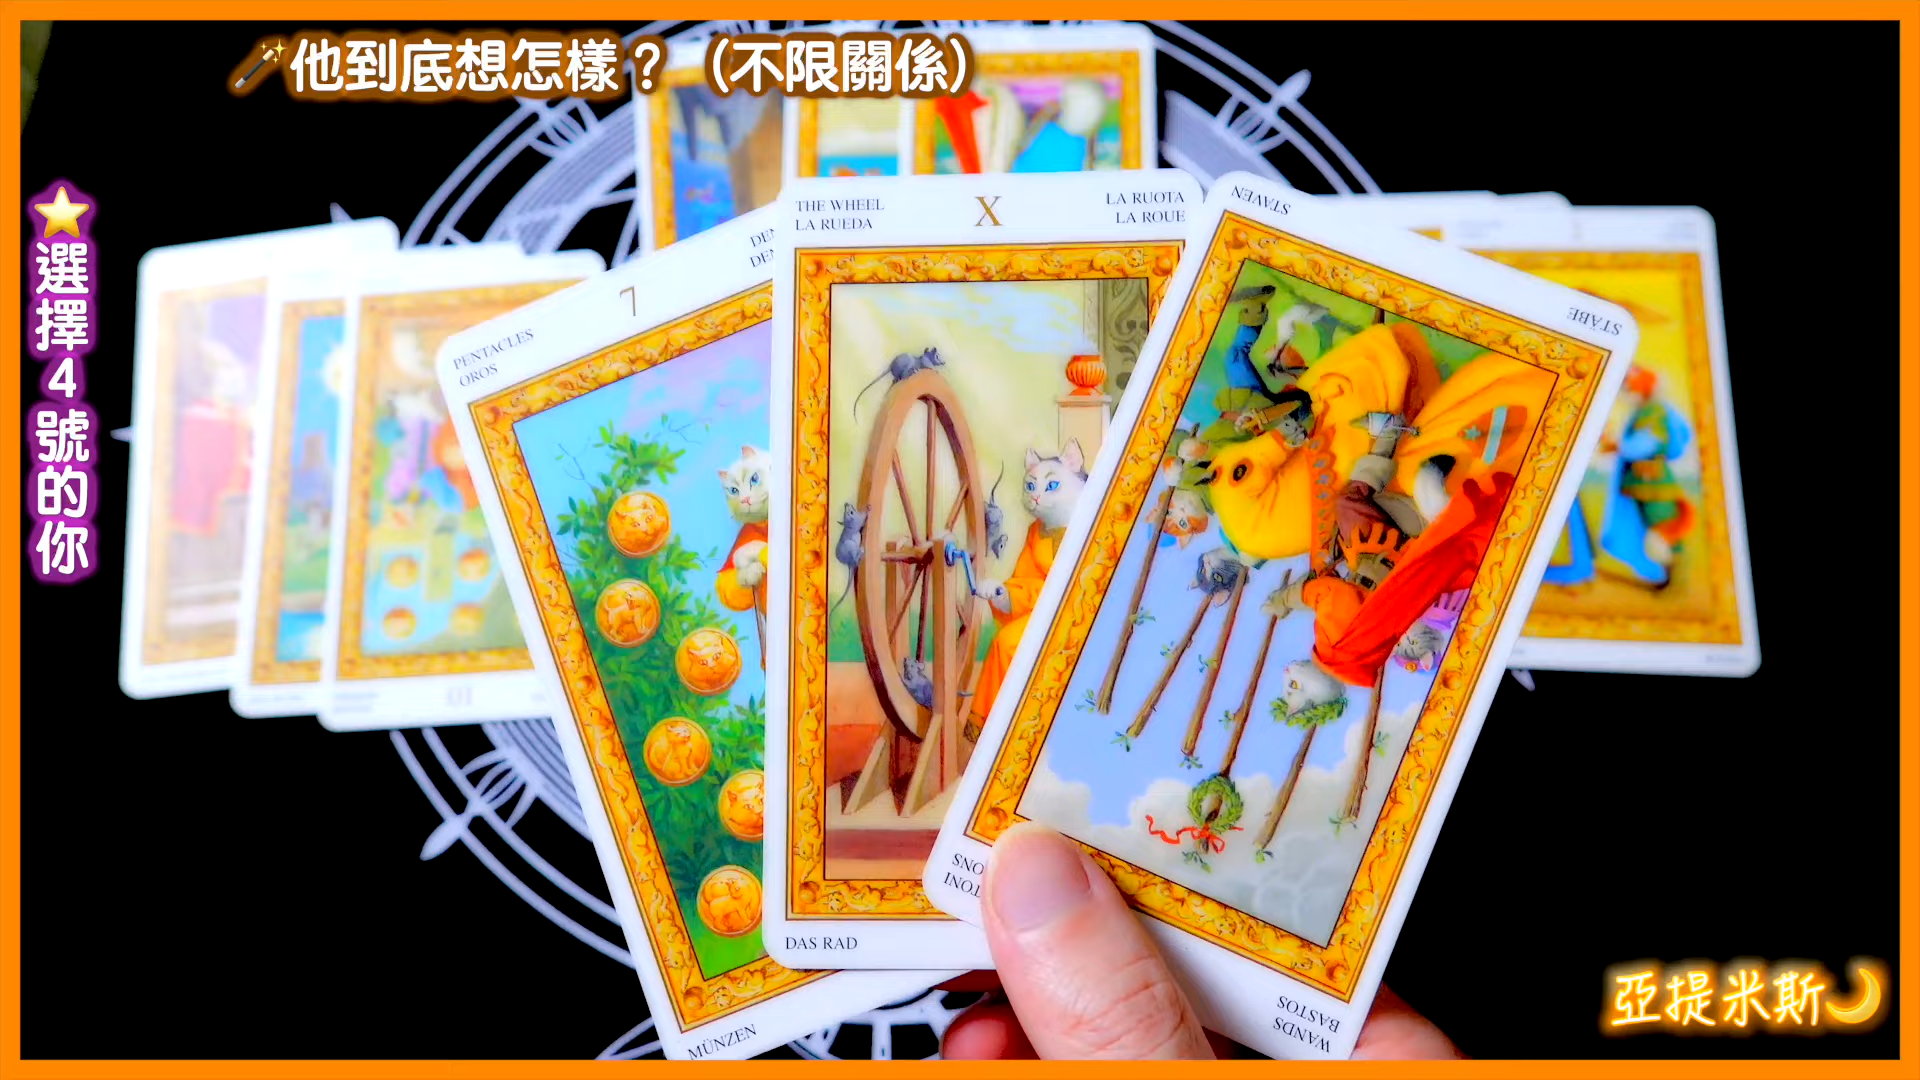 他到底想怎樣？（不限關係）
選擇4號的你
PENTACLES
OROS
7
DEN
DEN
MÜNZEN
THE WHEEL
LA RUEDA
X
LA RUOTA
LA ROUE
DAS RAD
STAVEN
STÄBE
WANDS
BASTOS
亞提米斯